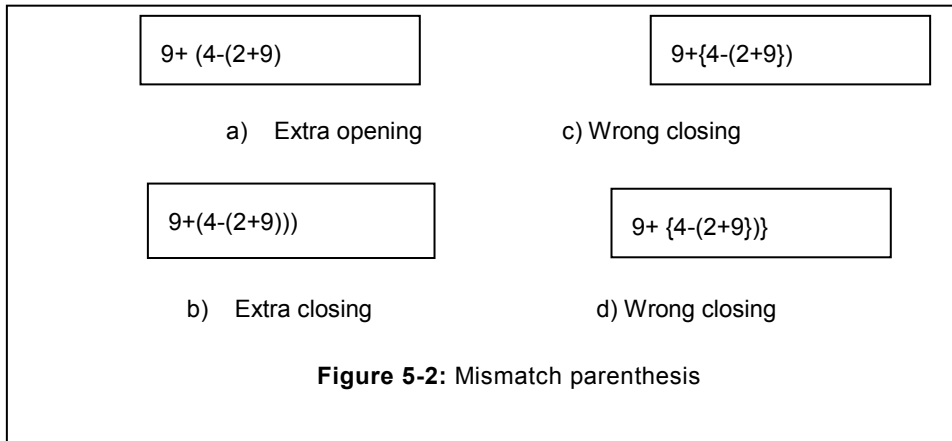 9+ (4-(2+9)
9+{4-(2+9})
a) Extra opening
c) Wrong closing
9+(4-(2+9)))
9+ {4-(2+9})}
b) Extra closing
d) Wrong closing
Figure 5-2: Mismatch parenthesis